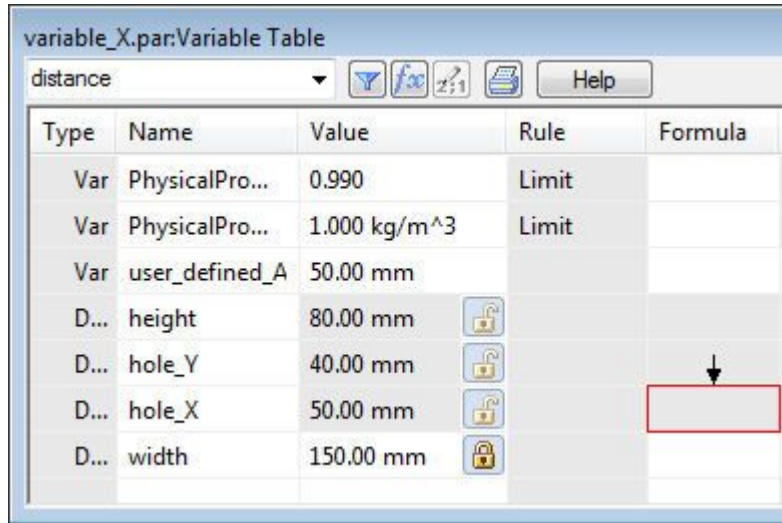 variable_X.par:Variable Table
distance fx Help
Type Name Value Rule Formula
Var PhysicalPro... 0.990 Limit
Var PhysicalPro... 1.000 kg/m^3 Limit
Var user_defined_A 50.00 mm
D... height 80.00 mm
D... hole_Y 40.00 mm
D... hole_X 50.00 mm
D... width 150.00 mm